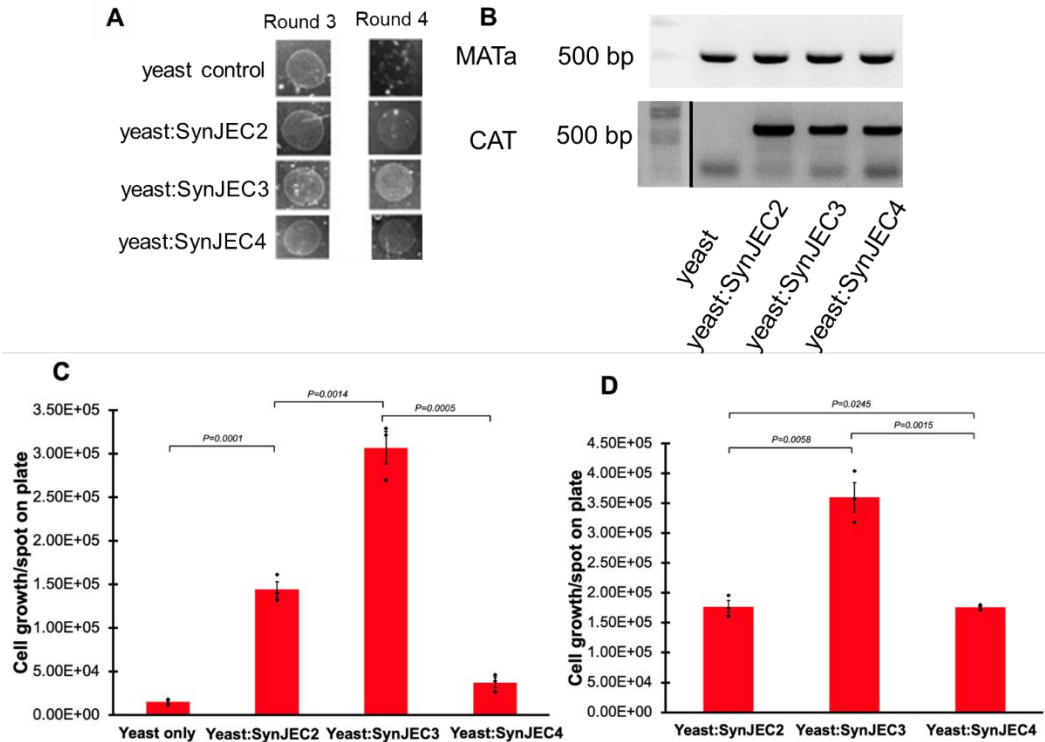 A
Round 3 Round 4
yeast control
yeast:SynJEC2
yeast:SynJEC3
yeast:SynJEC4
B
MATa 500 bp
CAT 500 bp
yeast
yeast:SynJEC2
yeast:SynJEC3
yeast:SynJEC4
C
Cell growth/spot on plate
3.50E+05
3.00E+05
2.50E+05
2.00E+05
1.50E+05
1.00E+05
5.00E+04
0.00E+00
P=0.0001
P=0.0014
P=0.0005
Yeast only Yeast:SynJEC2 Yeast:SynJEC3 Yeast:SynJEC4
D
Cell growth/spot on plate
4.50E+05
4.00E+05
3.50E+05
3.00E+05
2.50E+05
2.00E+05
1.50E+05
1.00E+05
5.00E+04
0.00E+00
P=0.0245
P=0.0058
P=0.0015
Yeast:SynJEC2 Yeast:SynJEC3 Yeast:SynJEC4